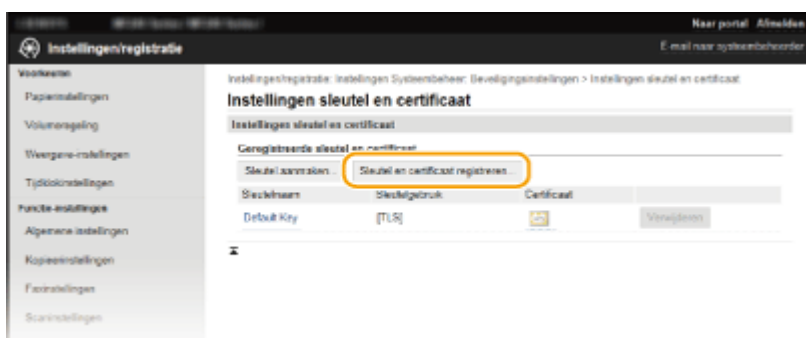 Naar portal Afmelden
Instellingen/registratie
E-mail naar systeembeheerder
Voorkeuren
Instellingen/registratie: Instellingen Systeembeheer: Beveiligingsinstellingen > Instellingen sleutel en certificaat
Papierinstellingen
Instellingen sleutel en certificaat
Volumeregeling
Instellingen sleutel en certificaat
Weergave-instellingen
Geregistreerde sleutel en certificaat
Sleutel aanmaken...
Sleutel en certificaat registreren...
Tijdklokinstellingen
Sleutelnaam
Sleutelgebruik
Certificaat
Functie-instellingen
Default Key
[TLS]
Verwijderen
Algemene instellingen
Kopieerinstellingen
Faxinstellingen
Scaninstellingen